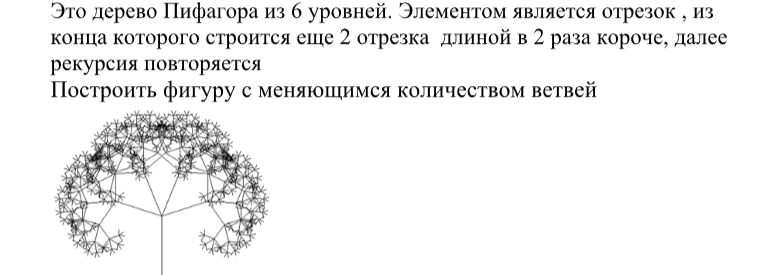 Это дерево Пифагора из 6 уровней. Элементом является отрезок , из
конца которого строится еще 2 отрезка  длиной в 2 раза короче, далее
рекурсия повторяется
Построить фигуру с меняющимся количеством ветвей